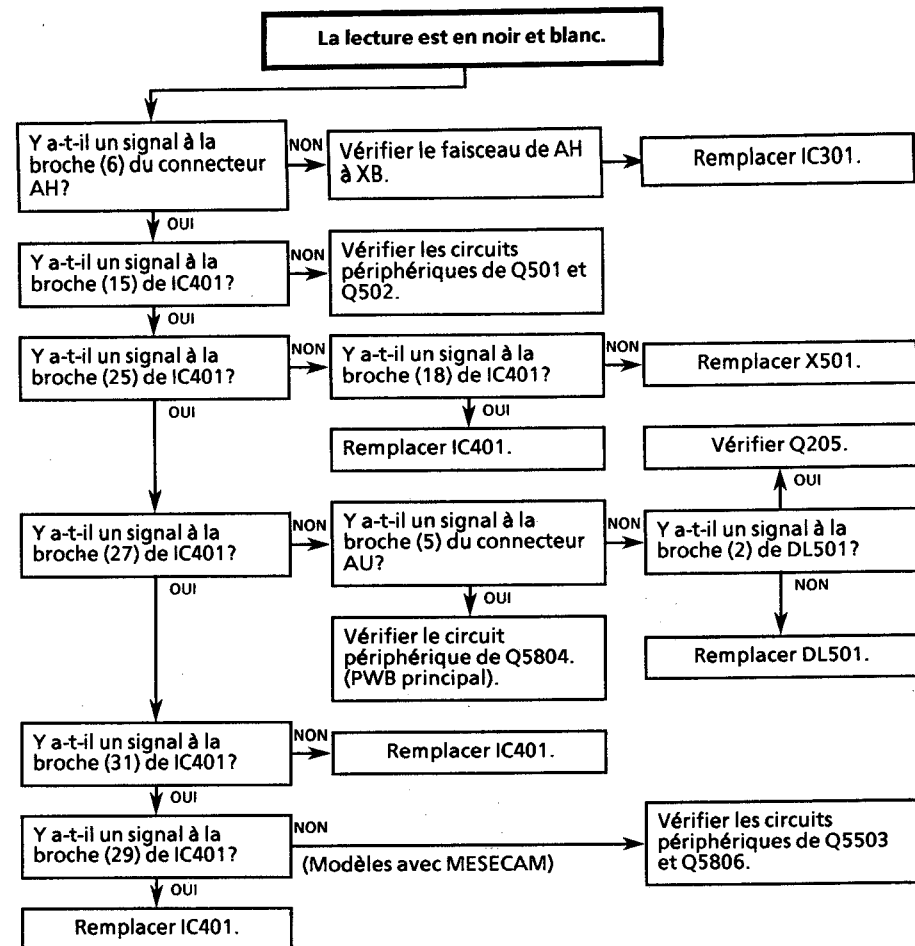 La lecture est en noir et blanc.
Y a-t-il un signal à la
broche (6) du connecteur
AH?
NON
Vérifier le faisceau de AH
à XB.
Remplacer IC301.
OUI
Y a-t-il un signal à la
broche (15) de IC401?
NON
Vérifier les circuits
périphériques de Q501 et
Q502.
OUI
Y a-t-il un signal à la
broche (25) de IC401?
NON
Y a-t-il un signal à la
broche (18) de IC401?
NON
Remplacer X501.
OUI
OUI
Remplacer IC401.
Vérifier Q205.
OUI
Y a-t-il un signal à la
broche (27) de IC401?
NON
Y a-t-il un signal à la
broche (5) du connecteur
AU?
NON
Y a-t-il un signal à la
broche (2) de DL501?
OUI
OUI
NON
Vérifier le circuit
périphérique de Q5804.
(PWB principal).
Remplacer DL501.
Y a-t-il un signal à la
broche (31) de IC401?
NON
Remplacer IC401.
OUI
Y a-t-il un signal à la
broche (29) de IC401?
NON
(Modèles avec MESECAM)
Vérifier les circuits
périphériques de Q5503
et Q5806.
OUI
Remplacer IC401.